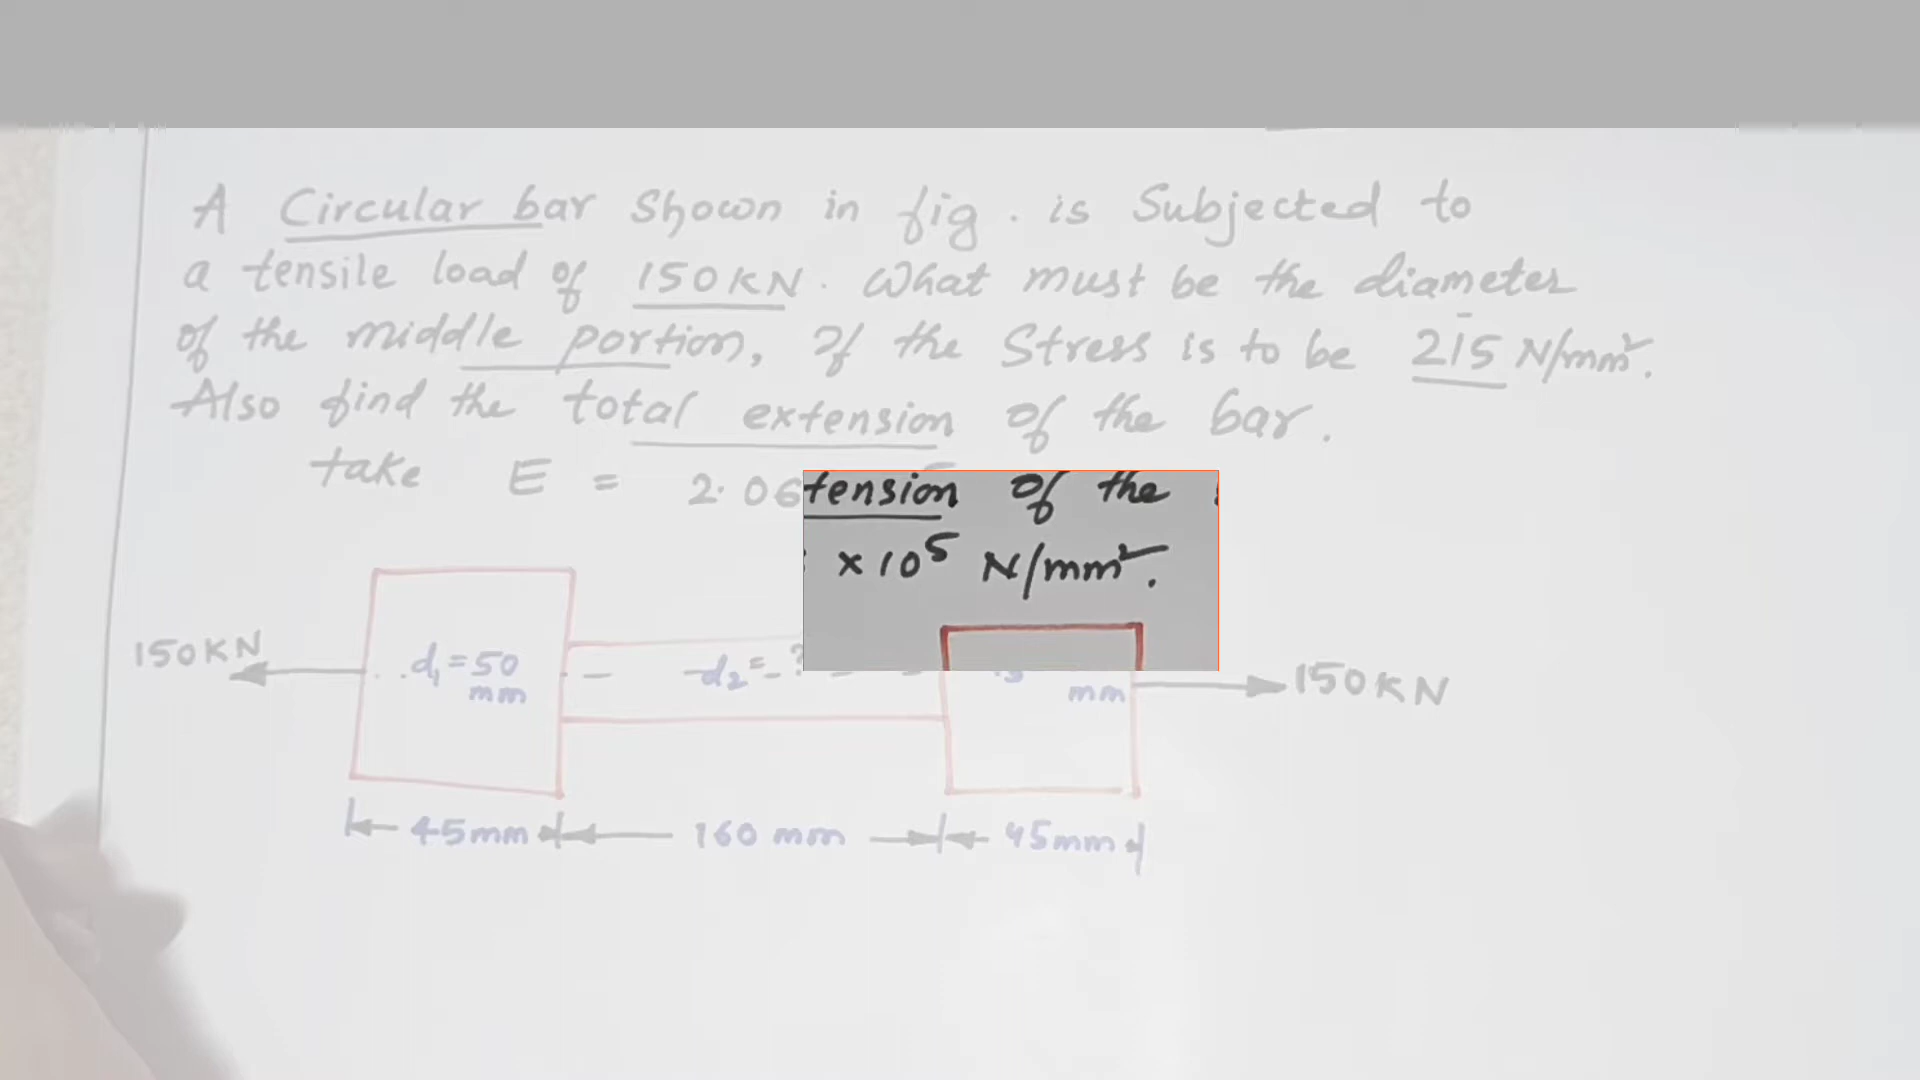 A Circular bar Shown in fig. is Subjected to
a tensile load of 150KN. What must be the diameter
of the middle portion, If the Stress is to be 215 N/mm².
Also find the total extension of the bar.
take E = 2.06
tension of the
×10⁵ N/mm².
150KN
d₁=50
mm
d₂=?
mm
150KN
45mm
160 mm
45mm